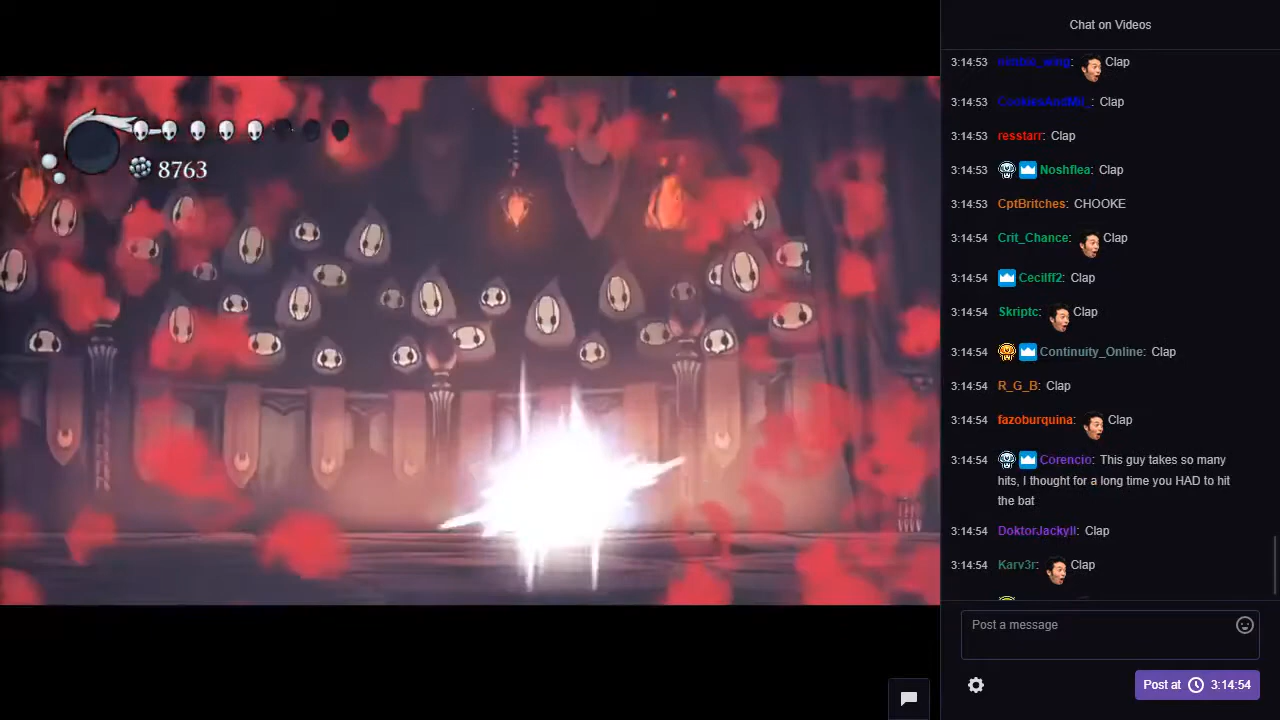 8763
Chat on Videos
3:14:53 Clap
3:14:53 CookiesAndMil_: Clap
3:14:53 resstarr: Clap
3:14:53 Noshflea: Clap
3:14:53 CptBritches: CHOOKE
3:14:54 Crit_Chance: Clap
3:14:54 Cecilff2: Clap
3:14:54 Skriptc: Clap
3:14:54 Continuity_Online: Clap
3:14:54 R_G_B: Clap
3:14:54 fazoburquina: Clap
3:14:54 Corencio: This guy takes so many
hits, I thought for a long time you HAD to hit
the bat
3:14:54 DoktorJackyll: Clap
3:14:54 Karv3r: Clap
Post a message
Post at 3:14:54